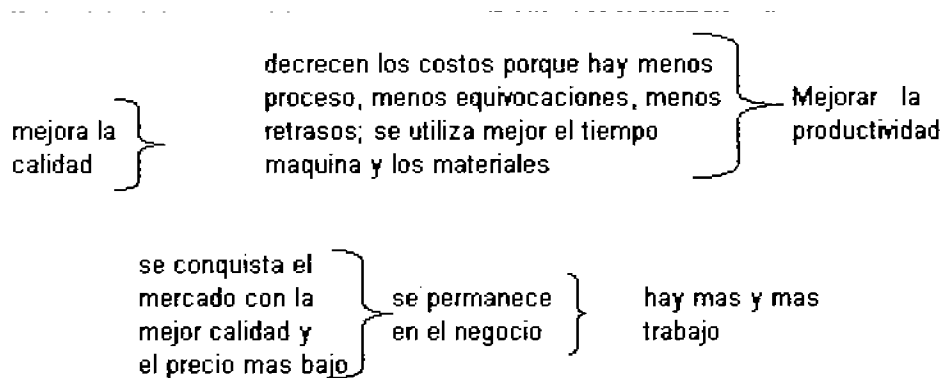 decrecen los costos porque hay menos
proceso, menos equivocaciones, menos
retrasos; se utiliza mejor el tiempo
maquina y los materiales
mejora la
calidad
Mejorar la
productividad
se conquista el
mercado con la
mejor calidad y
el precio mas bajo
se permanece
en el negocio
hay mas y mas
trabajo